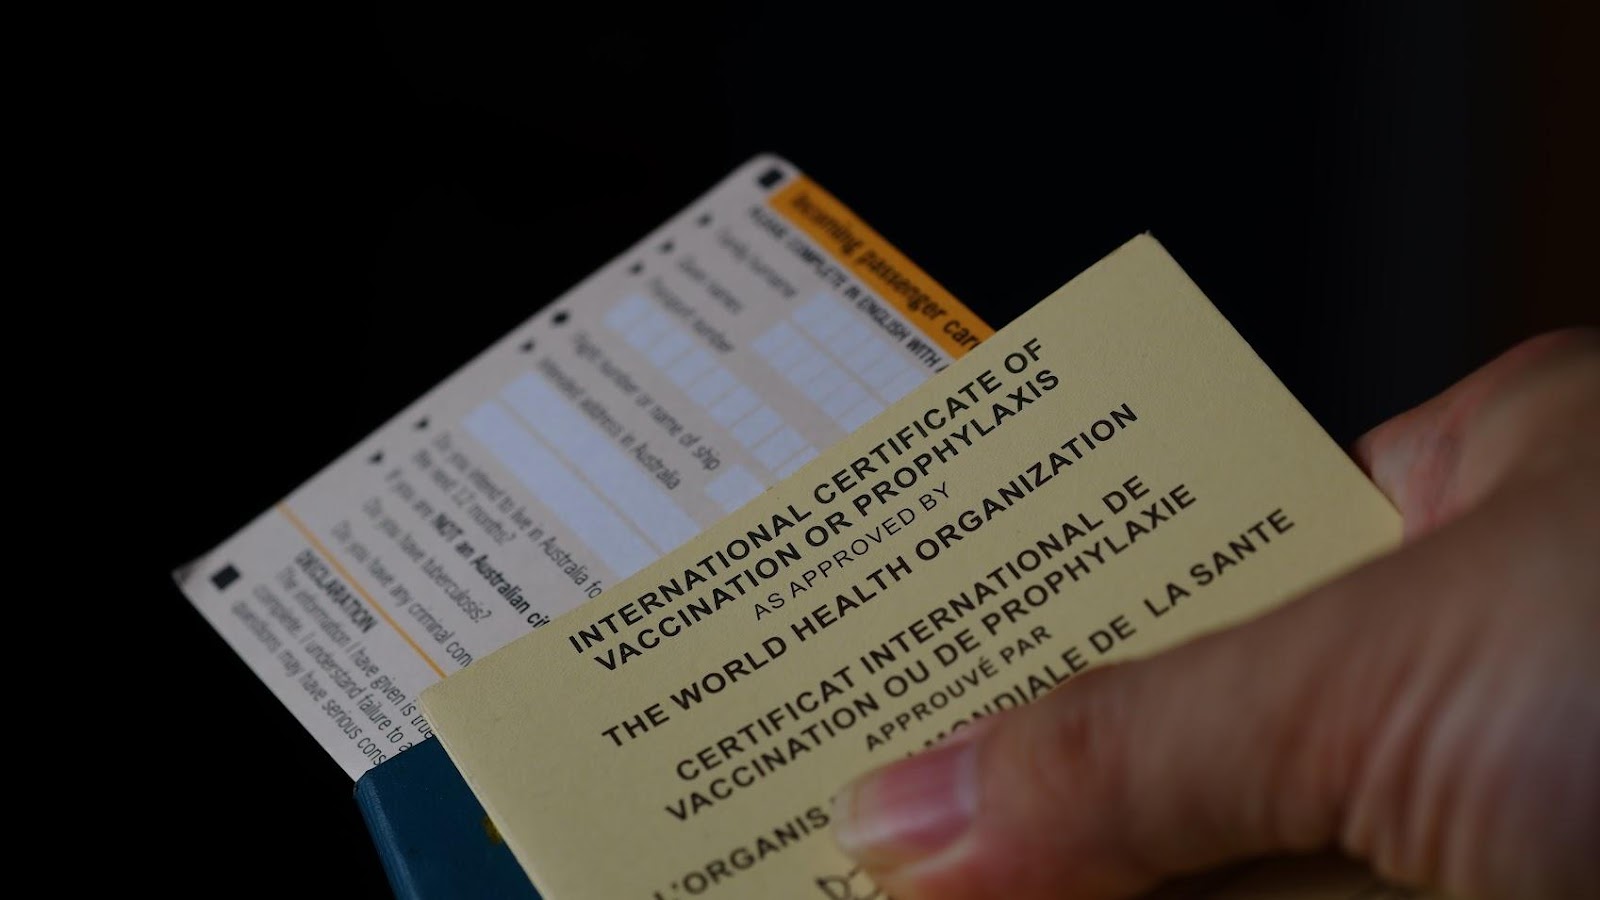 Incoming passenger car
PLEASE COMPLETE IN ENGLISH WITH A
Family/surname
Given names
Passport number
Flight number or name of ship
Intended address in Australia
Do you intend to live in Australia fo
the next 12 months?
If you are NOT an Australian citi
Do you have tuberculosis?
Do you have any criminal conv
DECLARATION
The information I have given is true
complete. I understand failure to a
questions may have serious cons
INTERNATIONAL CERTIFICATE OF
VACCINATION OR PROPHYLAXIS
AS APPROVED BY
THE WORLD HEALTH ORGANIZATION
CERTIFICAT INTERNATIONAL DE
VACCINATION OU DE PROPHYLAXIE
APPROUVÉ PAR
L'ORGANIS MONDIALE DE LA SANTE